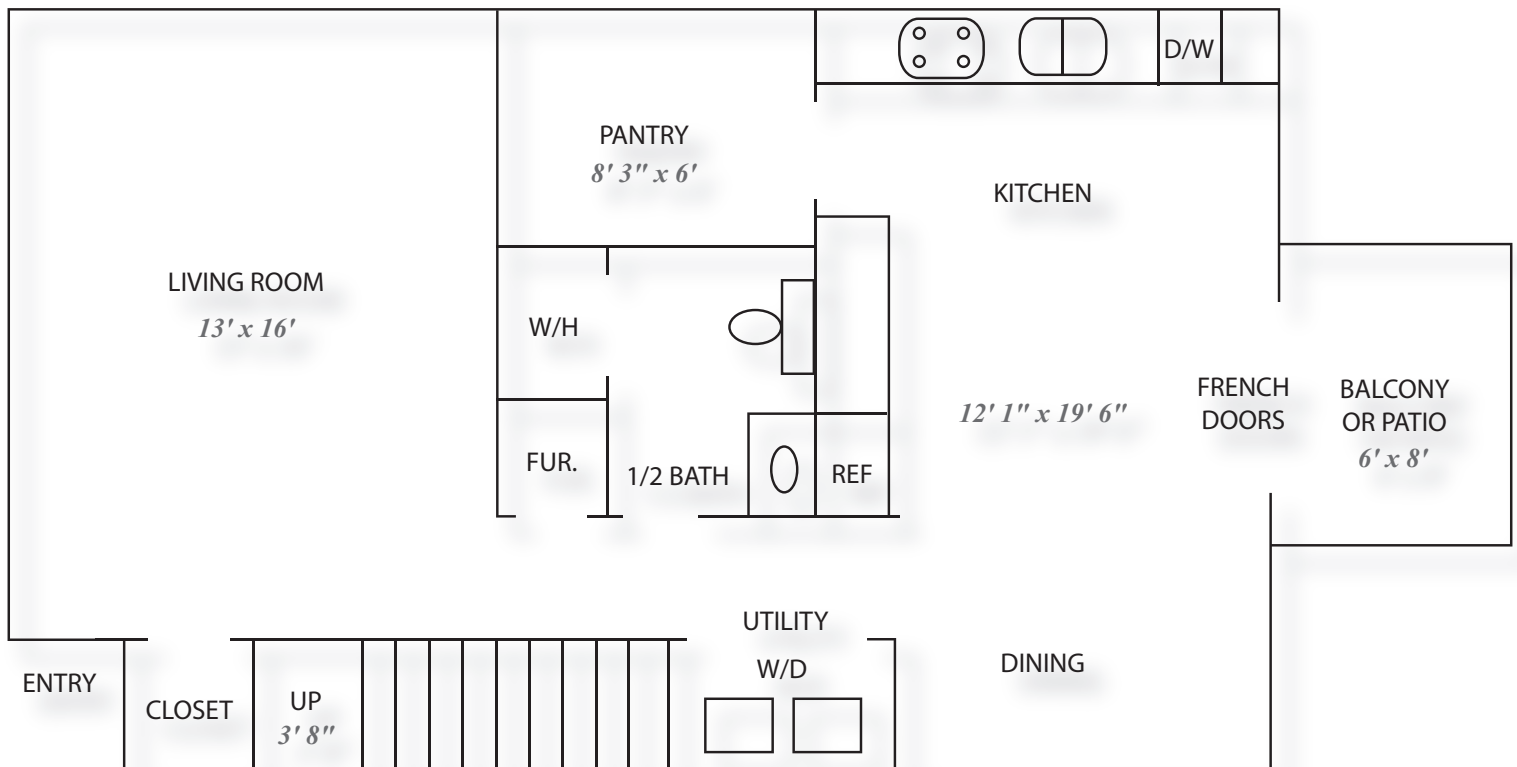 D/W
PANTRY
8' 3" x 6'
KITCHEN
LIVING ROOM
13' x 16'
W/H
12' 1" x 19' 6"
FRENCH
DOORS
BALCONY
OR PATIO
6' x 8'
FUR.
1/2 BATH
REF
UTILITY
W/D
DINING
ENTRY
CLOSET
UP
3' 8"